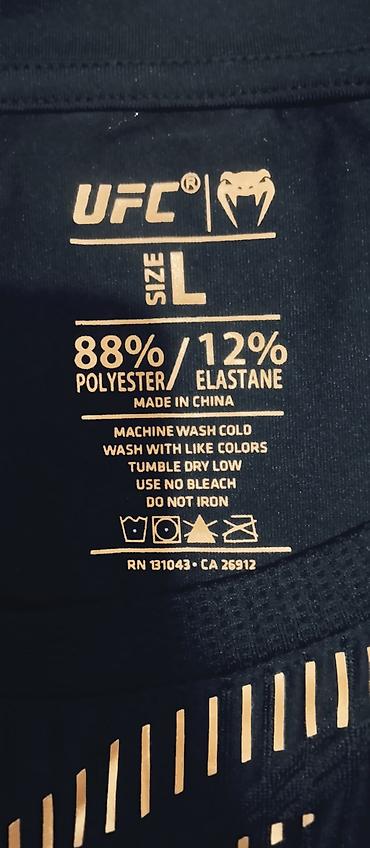 UFC®
SIZE L
88% / 12%
POLYESTER ELASTANE
MADE IN CHINA
MACHINE WASH COLD
WASH WITH LIKE COLORS
TUMBLE DRY LOW
USE NO BLEACH
DO NOT IRON
RN 131043 • CA 26912